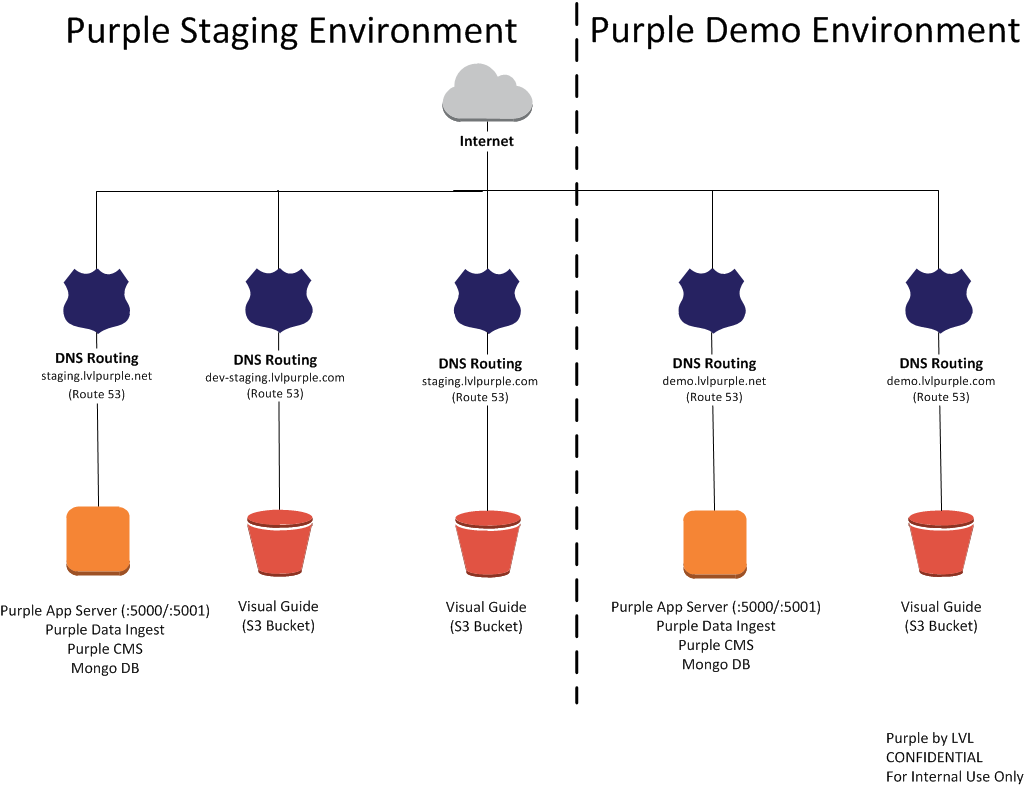 Purple Staging Environment
Purple Demo Environment
Internet
DNS Routing
staging.lvlpurple.net
(Route 53)
DNS Routing
dev-staging.lvlpurple.com
(Route 53)
DNS Routing
staging.lvlpurple.com
(Route 53)
DNS Routing
demo.lvlpurple.net
(Route 53)
DNS Routing
demo.lvlpurple.com
(Route 53)
Purple App Server (:5000/:5001)
Purple Data Ingest
Purple CMS
Mongo DB
Visual Guide
(S3 Bucket)
Visual Guide
(S3 Bucket)
Purple App Server (:5000/:5001)
Purple Data Ingest
Purple CMS
Mongo DB
Visual Guide
(S3 Bucket)
Purple by LVL
CONFIDENTIAL
For Internal Use Only